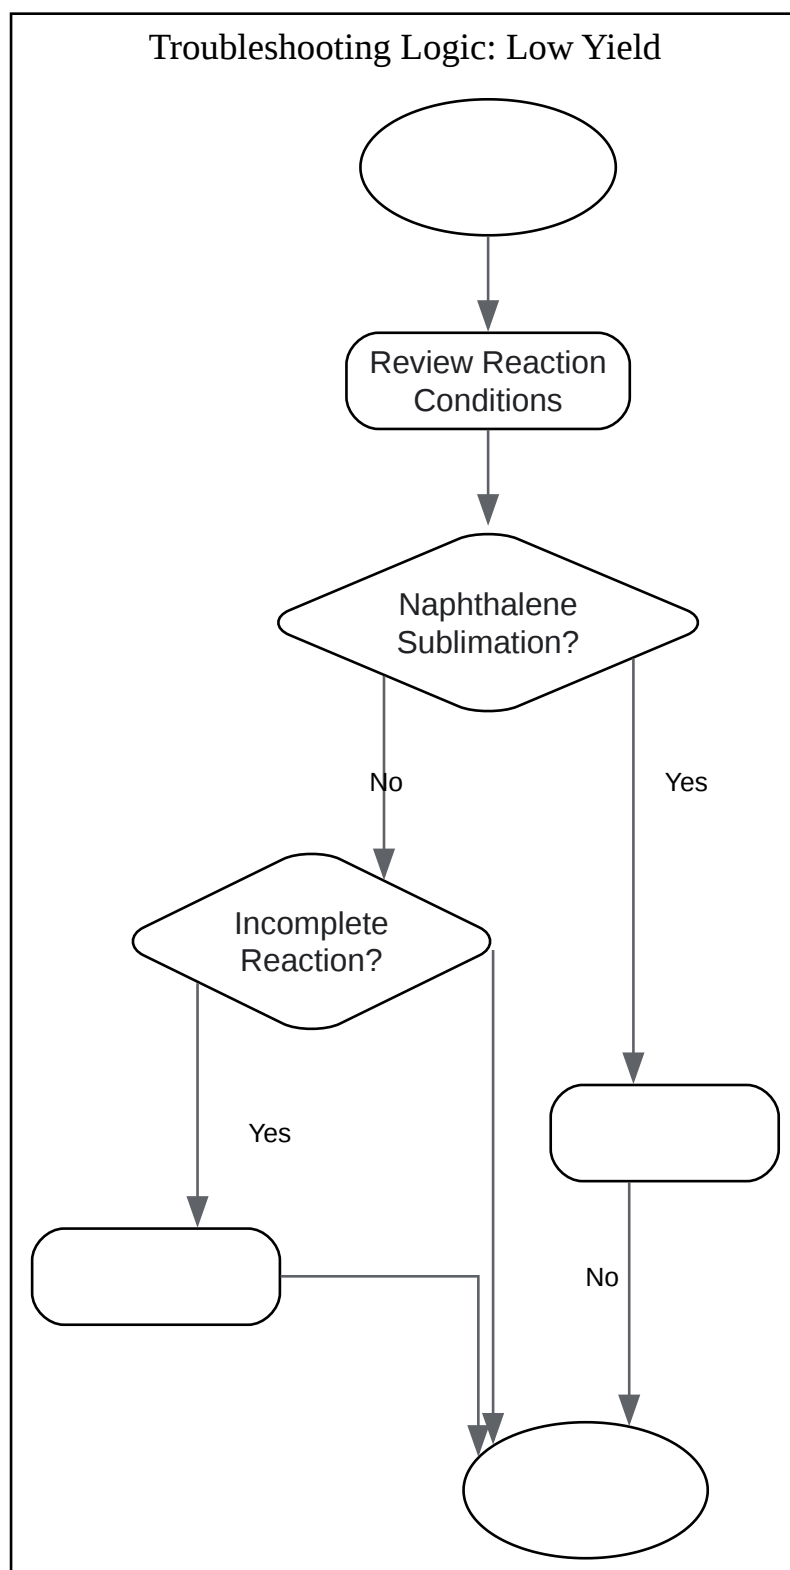 Troubleshooting Logic: Low Yield
Review Reaction
Conditions
Naphthalene
Sublimation?
No
Yes
Incomplete
Reaction?
Yes
No